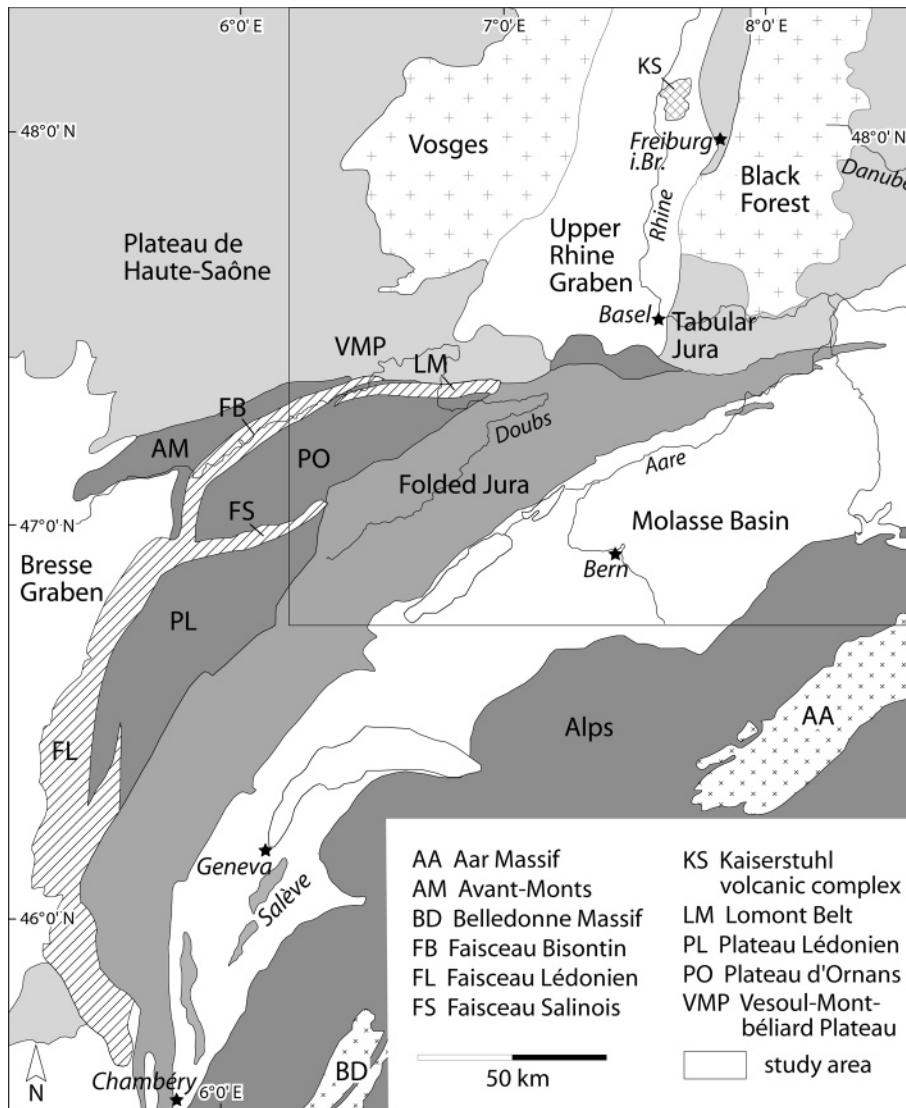 6°0' E
7°0' E
8°0' E
KS
48°0' N
Vosges
Freiburg
i.Br.
48°0' N
Black
Forest
Danube
Rhine
Plateau de
Haute-Saône
Upper
Rhine
Graben
Basel
Tabular
Jura
VMP
LM
FB
Doubs
AM
PO
Aare
Folded Jura
FS
47°0' N
Molasse Basin
Bresse
Graben
Bern
PL
AA
Alps
FL
Geneva
Salève
46°0' N
Chambéry
6°0' E
BD
N
AA Aar Massif
AM Avant-Monts
BD Belledonne Massif
FB Faisceau Bisontin
FL Faisceau Lédonien
FS Faisceau Salinois
50 km
KS Kaiserstuhl
volcanic complex
LM Lomont Belt
PL Plateau Lédonien
PO Plateau d'Ornans
VMP Vesoul-Mont-
béliard Plateau
study area